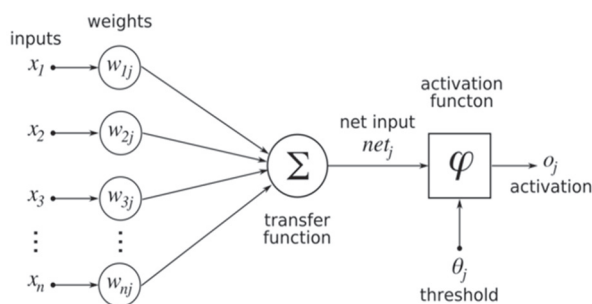 weights
inputs
x₁
w₁ⱼ
activation
functon
x₂
w₂ⱼ
net input
netⱼ
Σ
φ
oⱼ
activation
x₃
w₃ⱼ
transfer
function
⋮
⋮
xₙ
wₙⱼ
θⱼ
threshold